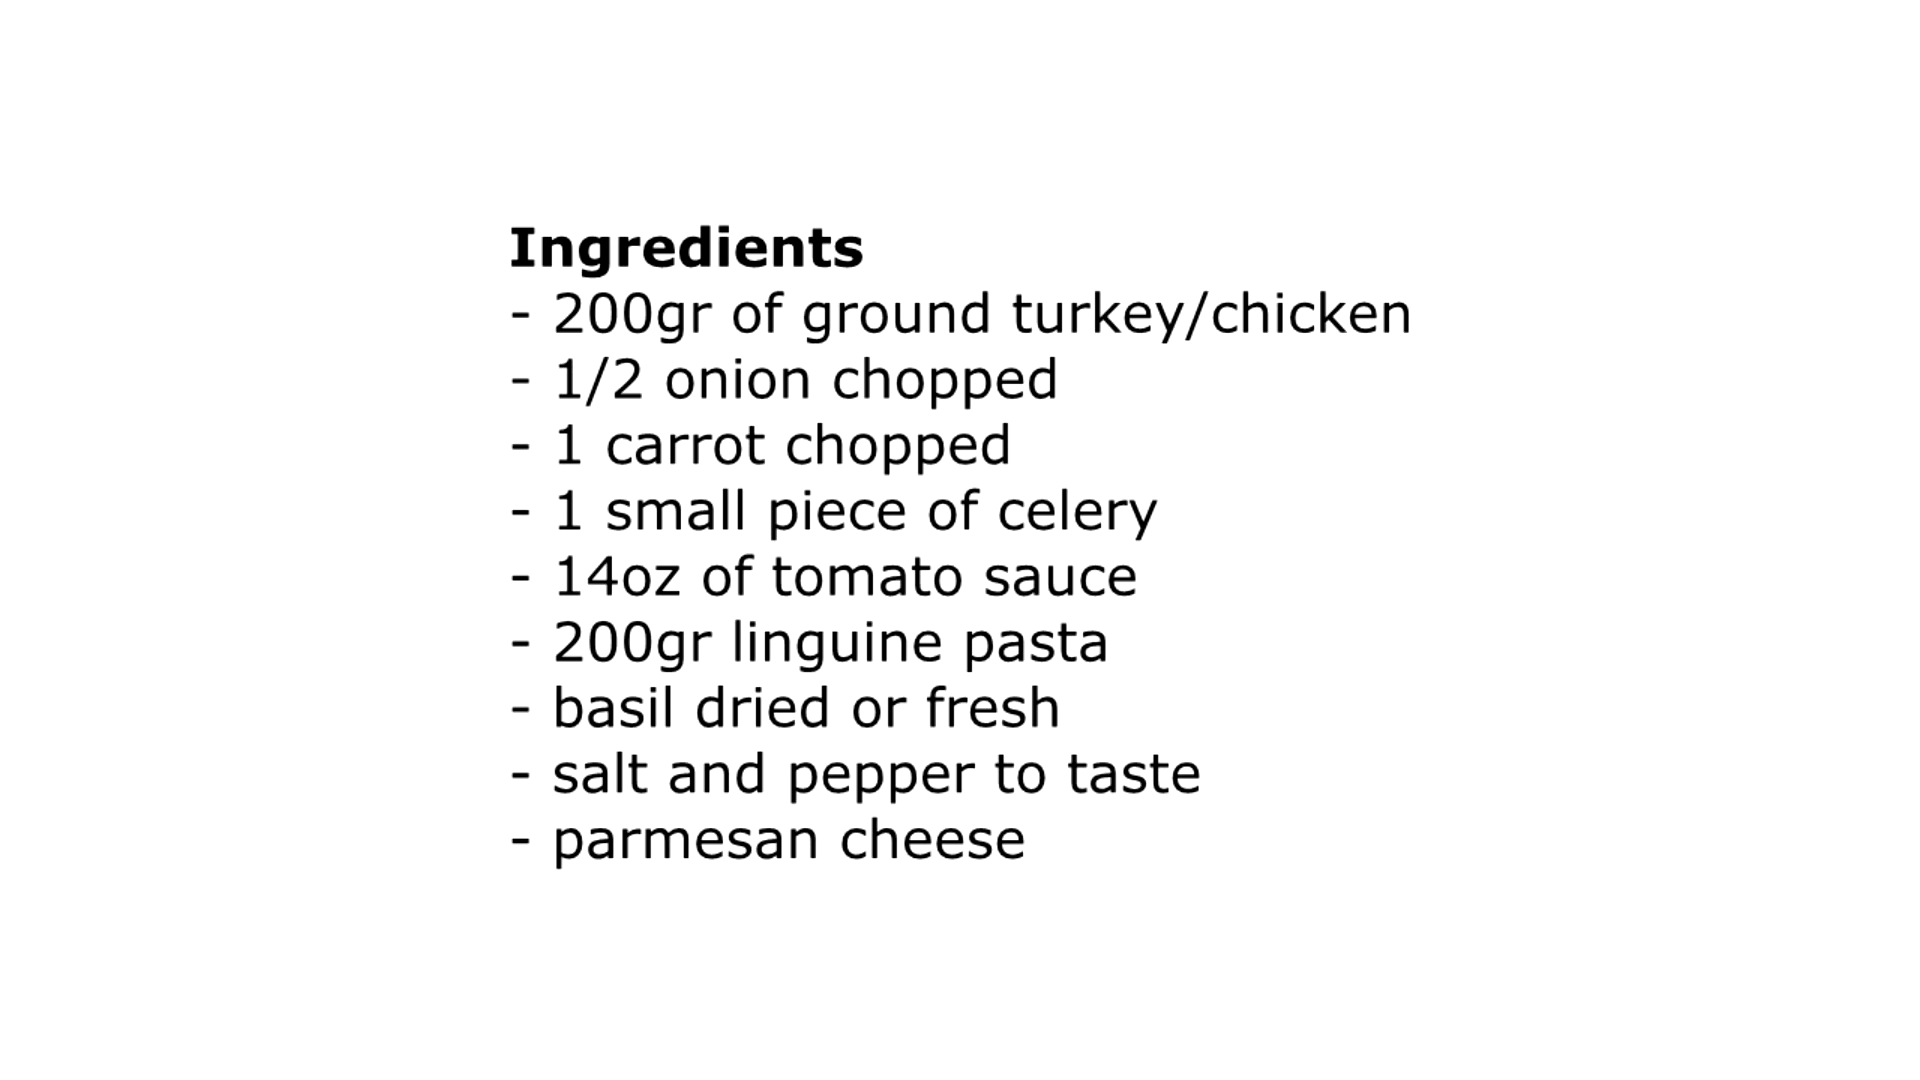 Ingredients
- 200gr of ground turkey/chicken
- 1/2 onion chopped
- 1 carrot chopped
- 1 small piece of celery
- 14oz of tomato sauce
- 200gr linguine pasta
- basil dried or fresh
- salt and pepper to taste
- parmesan cheese